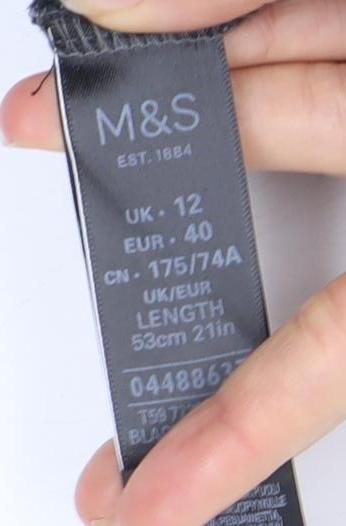 M&S
EST. 1884
UK · 12
EUR · 40
CN · 175/74A
UK/EUR
LENGTH
53cm 21in